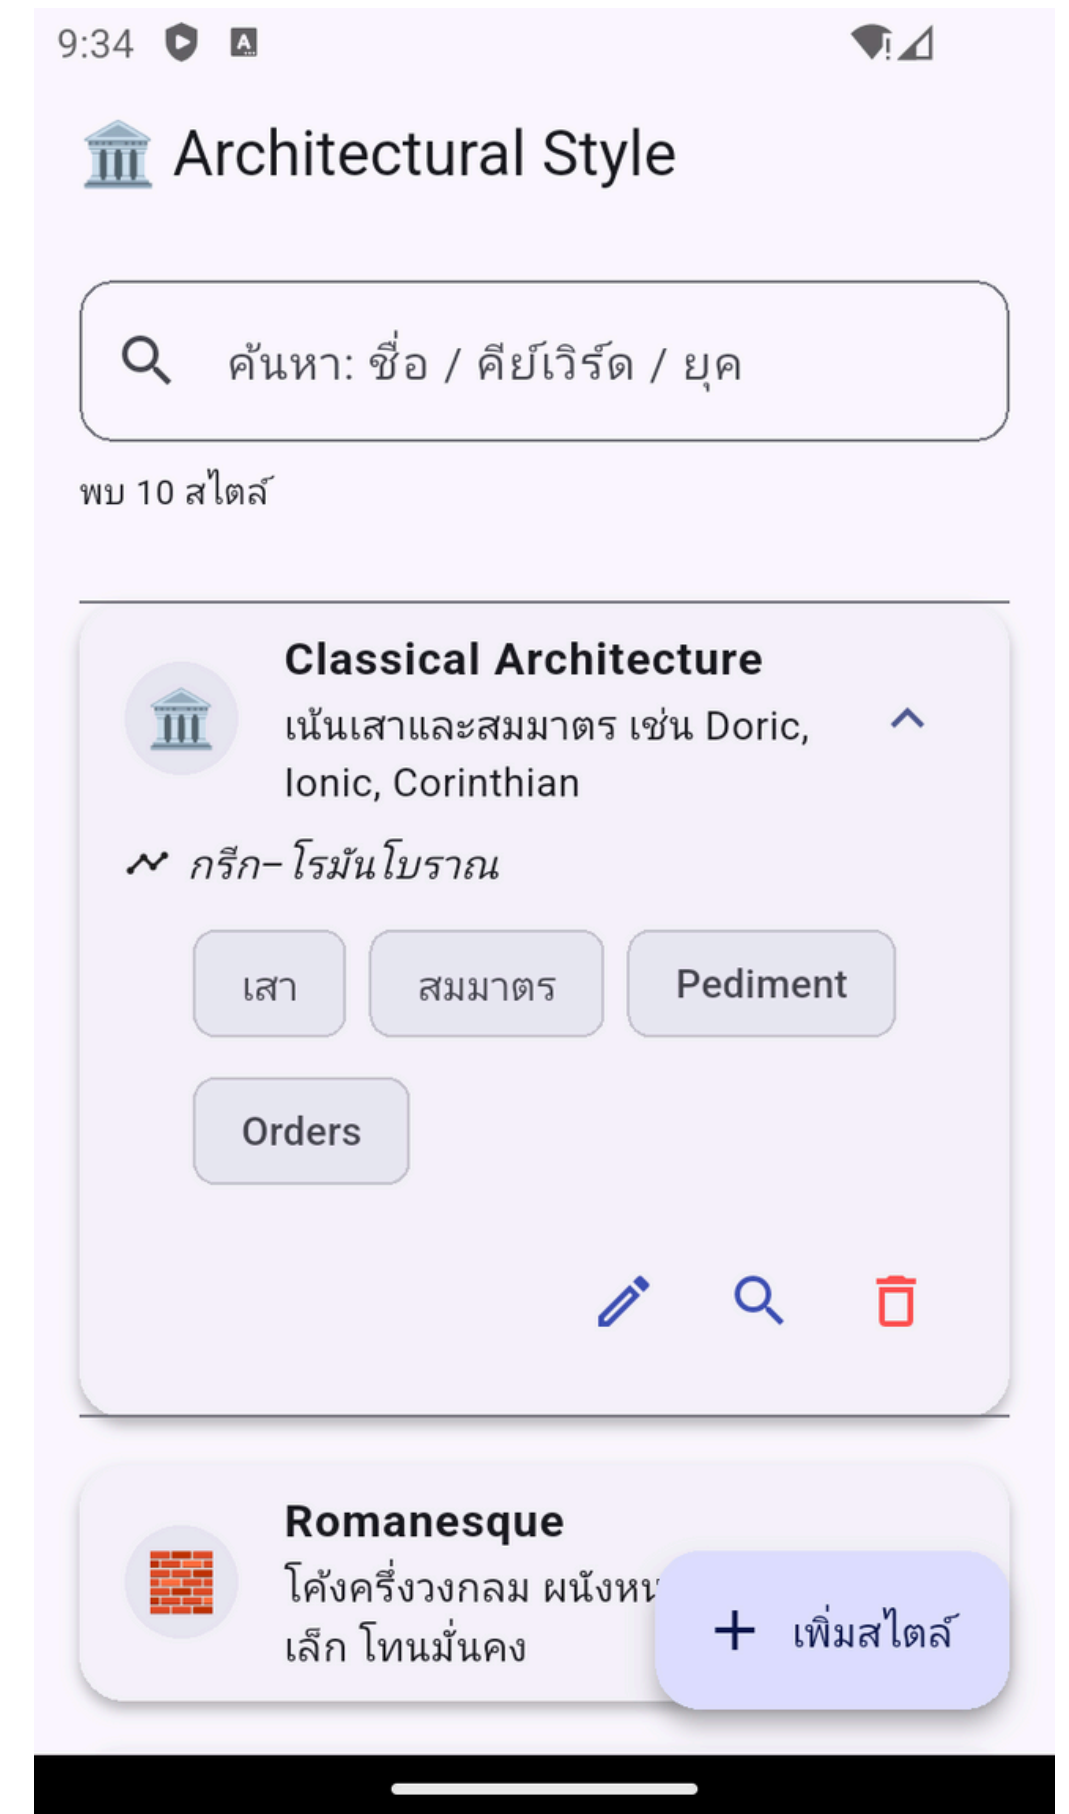 9:34
Architectural Style
ค้นหา: ชื่อ / คีย์เวิร์ด / ยุค
พบ 10 สไตล์
Classical Architecture
เน้นเสาและสมมาตร เช่น Doric,
Ionic, Corinthian
กรีก–โรมันโบราณ
เสา สมมาตร Pediment
Orders
Romanesque
โค้งครึ่งวงกลม ผนังหน
เล็ก โทนมั่นคง
+ เพิ่มสไตล์